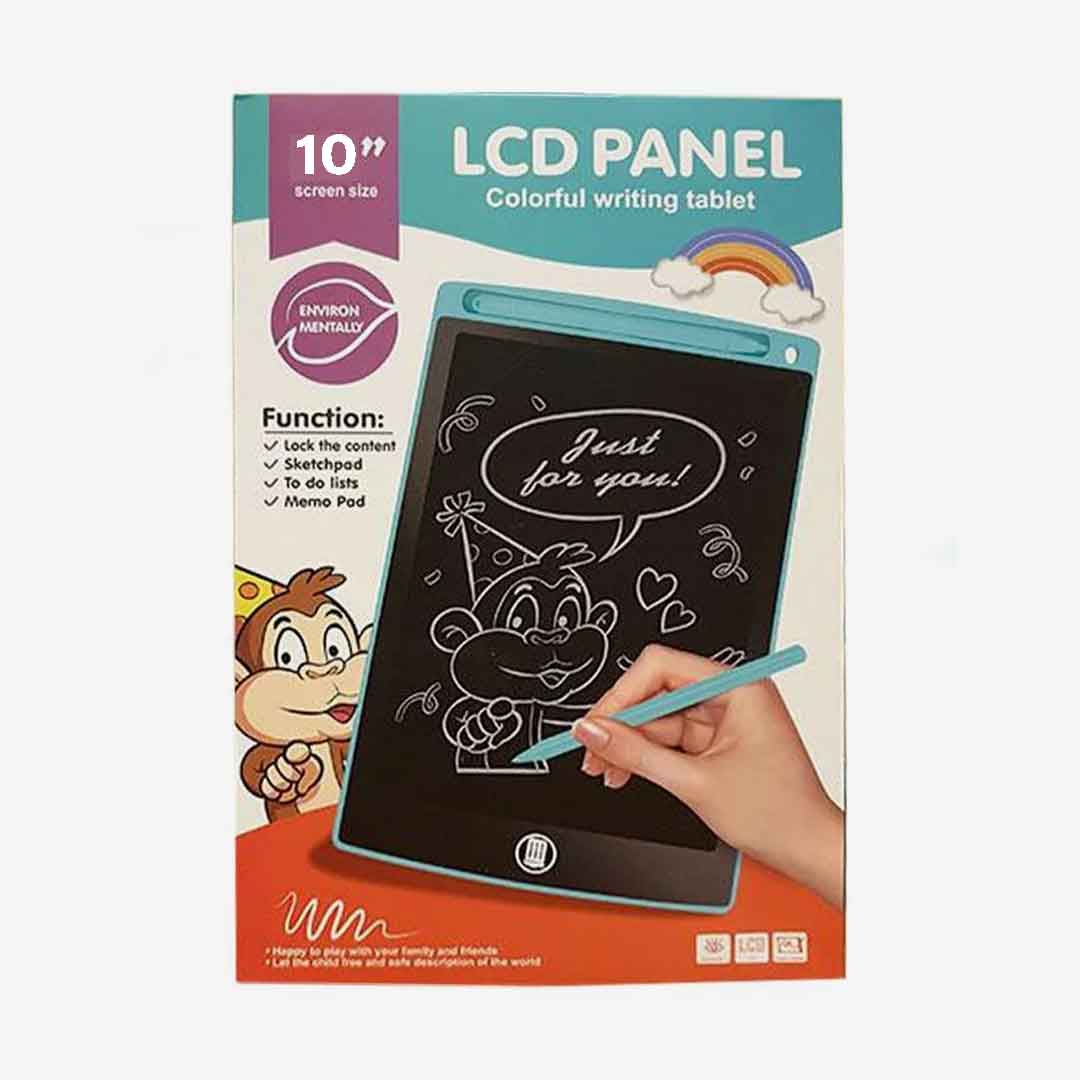 10”
screen size
LCD PANEL
Colorful writing tablet
ENVIRON
MENTALLY
Function:
✓ Lock the content
✓ Sketchpad
✓ To do lists
✓ Memo Pad
Just
for you!
* Happy to play with your family and friends
* Let the child free and safe description of the world
LCD